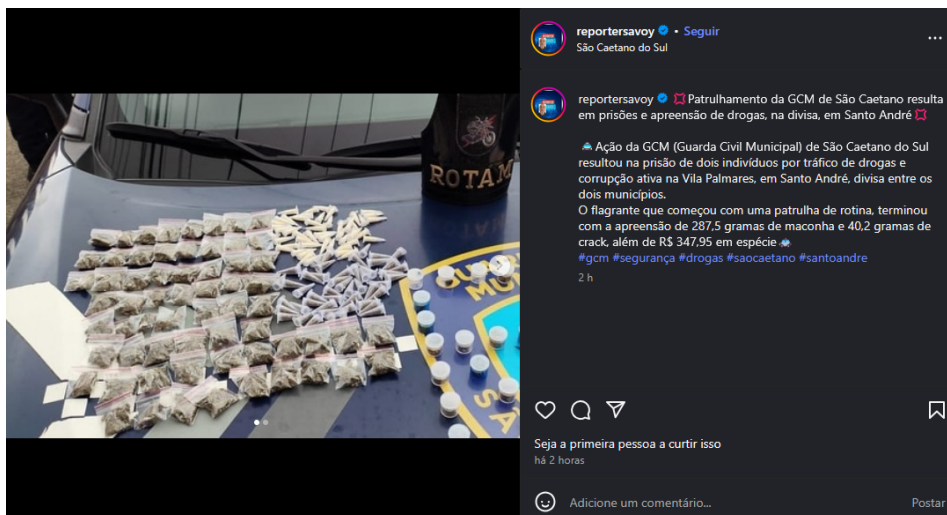 reportersavoy • Seguir
São Caetano do Sul
reportersavoy Patrulhamento da GCM de São Caetano resulta
em prisões e apreensão de drogas, na divisa, em Santo André
Ação da GCM (Guarda Civil Municipal) de São Caetano do Sul
resultou na prisão de dois indivíduos por tráfico de drogas e
corrupção ativa na Vila Palmares, em Santo André, divisa entre os
dois municípios.
O flagrante que começou com uma patrulha de rotina, terminou
com a apreensão de 287,5 gramas de maconha e 40,2 gramas de
crack, além de R$ 347,95 em espécie
#gcm #segurança #drogas #saocaetano #santoandre
2 h
Seja a primeira pessoa a curtir isso
há 2 horas
Adicione um comentário...
Postar
ROTAM